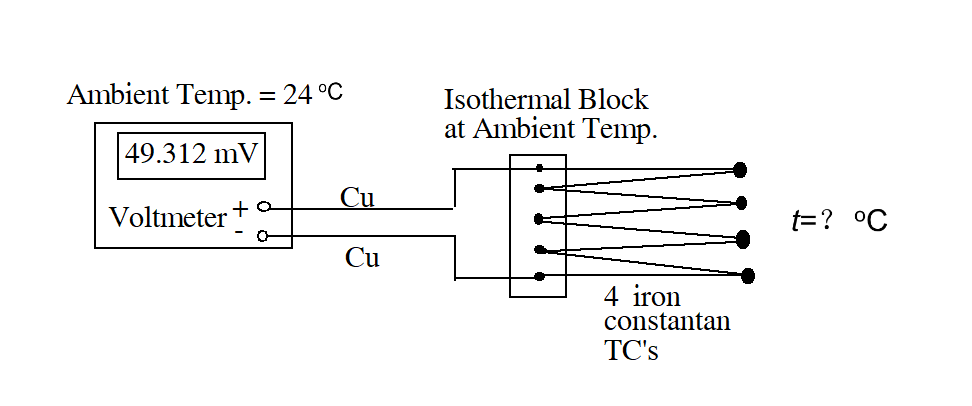 Ambient Temp. = 24 °C
Isothermal Block
at Ambient Temp.
49.312 mV
Voltmeter +
-
Cu
Cu
t=? °C
4 iron
constantan
TC's